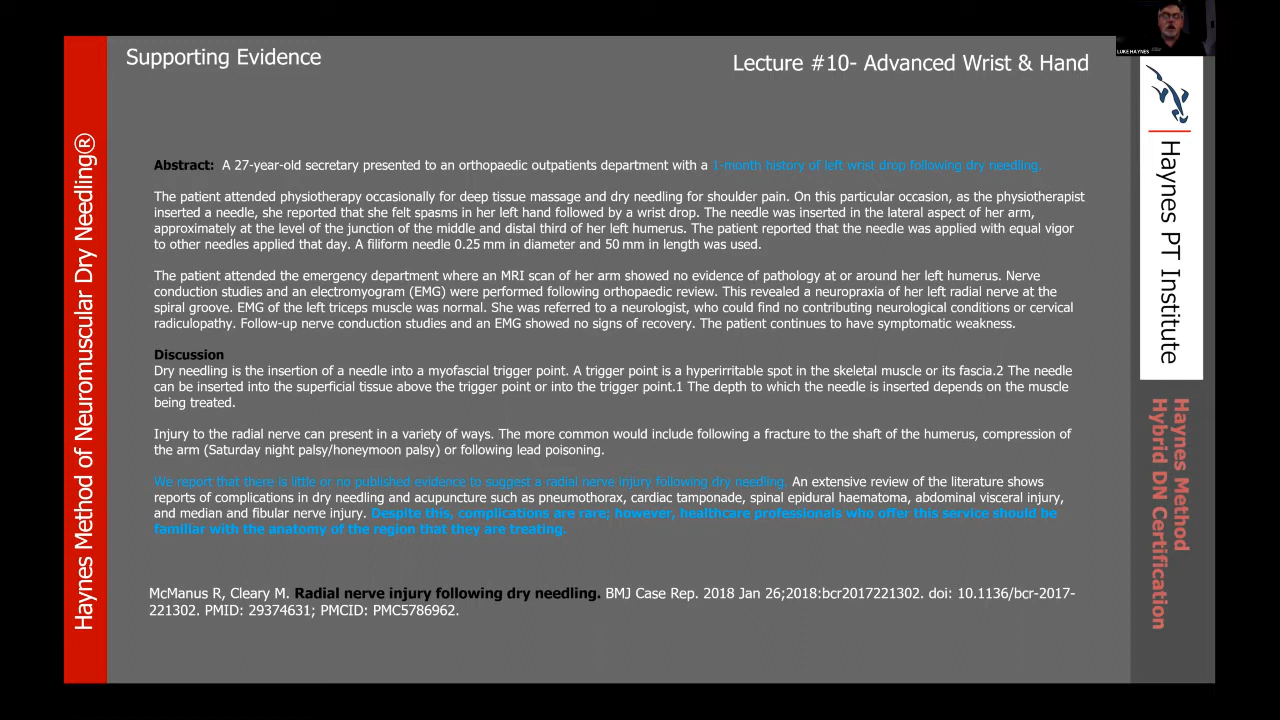 LUKE HAYNES
Supporting Evidence
Lecture #10- Advanced Wrist & Hand
Haynes Method of Neuromuscular Dry Needling®
Abstract: A 27-year-old secretary presented to an orthopaedic outpatients department with a 1-month history of left wrist drop following dry needling.
The patient attended physiotherapy occasionally for deep tissue massage and dry needling for shoulder pain. On this particular occasion, as the physiotherapist
inserted a needle, she reported that she felt spasms in her left hand followed by a wrist drop. The needle was inserted in the lateral aspect of her arm,
approximately at the level of the junction of the middle and distal third of her left humerus. The patient reported that the needle was applied with equal vigor
to other needles applied that day. A filiform needle 0.25 mm in diameter and 50 mm in length was used.
The patient attended the emergency department where an MRI scan of her arm showed no evidence of pathology at or around her left humerus. Nerve
conduction studies and an electromyogram (EMG) were performed following orthopaedic review. This revealed a neuropraxia of her left radial nerve at the
spiral groove. EMG of the left triceps muscle was normal. She was referred to a neurologist, who could find no contributing neurological conditions or cervical
radiculopathy. Follow-up nerve conduction studies and an EMG showed no signs of recovery. The patient continues to have symptomatic weakness.
Discussion
Dry needling is the insertion of a needle into a myofascial trigger point. A trigger point is a hyperirritable spot in the skeletal muscle or its fascia.2 The needle
can be inserted into the superficial tissue above the trigger point or into the trigger point.1 The depth to which the needle is inserted depends on the muscle
being treated.
Injury to the radial nerve can present in a variety of ways. The more common would include following a fracture to the shaft of the humerus, compression of
the arm (Saturday night palsy/honeymoon palsy) or following lead poisoning.
We report that there is little or no published evidence to suggest a radial nerve injury following dry needling. An extensive review of the literature shows
reports of complications in dry needling and acupuncture such as pneumothorax, cardiac tamponade, spinal epidural haematoma, abdominal visceral injury,
and median and fibular nerve injury. Despite this, complications are rare; however, healthcare professionals who offer this service should be
familiar with the anatomy of the region that they are treating.
McManus R, Cleary M. Radial nerve injury following dry needling. BMJ Case Rep. 2018 Jan 26;2018:bcr2017221302. doi: 10.1136/bcr-2017-
221302. PMID: 29374631; PMCID: PMC5786962.
Haynes PT Institute
Haynes Method
Hybrid DN Certification